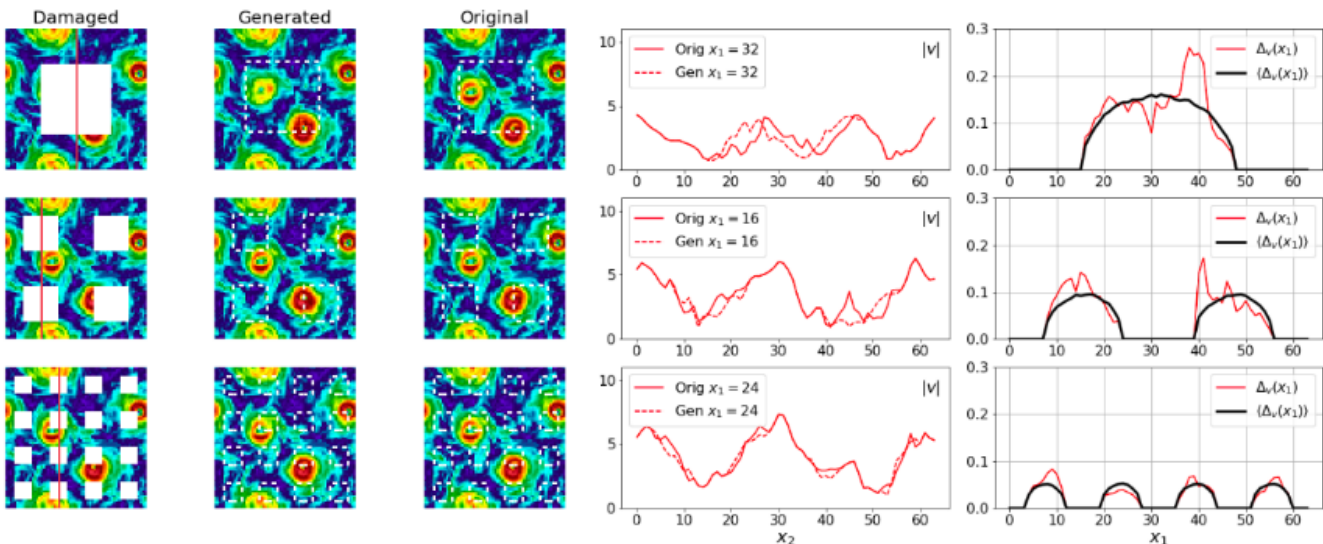 Damaged Generated Original
10
5
0
0 10 20 30 40 50 60
Orig x₁ = 32
Gen x₁ = 32
|v|
0.3
0.2
0.1
0.0
0 10 20 30 40 50 60
Δᵥ(x₁)
⟨Δᵥ(x₁)⟩
10
5
0
0 10 20 30 40 50 60
Orig x₁ = 16
Gen x₁ = 16
|v|
0.3
0.2
0.1
0.0
0 10 20 30 40 50 60
Δᵥ(x₁)
⟨Δᵥ(x₁)⟩
10
5
0
0 10 20 30 40 50 60
x₂
Orig x₁ = 24
Gen x₁ = 24
|v|
0.3
0.2
0.1
0.0
0 10 20 30 40 50 60
x₁
Δᵥ(x₁)
⟨Δᵥ(x₁)⟩